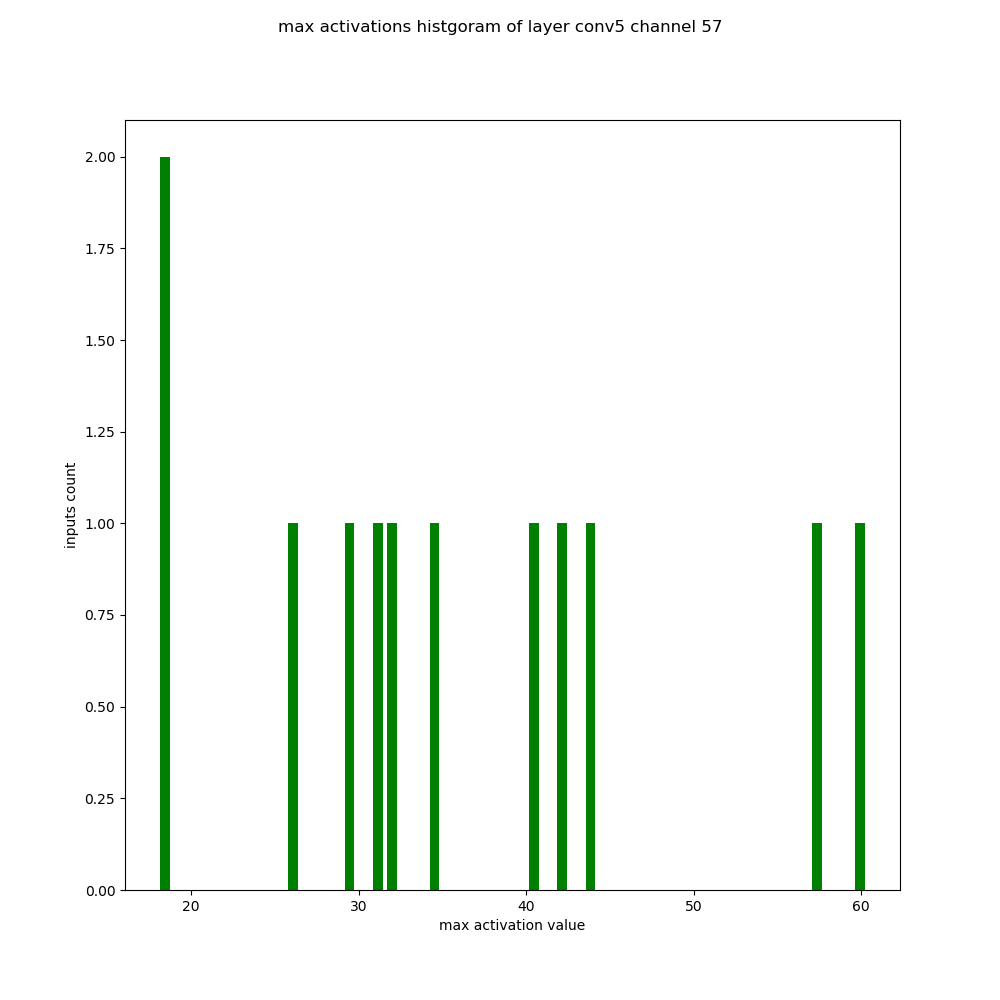 max activations histgoram of layer conv5 channel 57
2.00
1.75
1.50
1.25
1.00
0.75
0.50
0.25
0.00
inputs count
20 30 40 50 60
max activation value